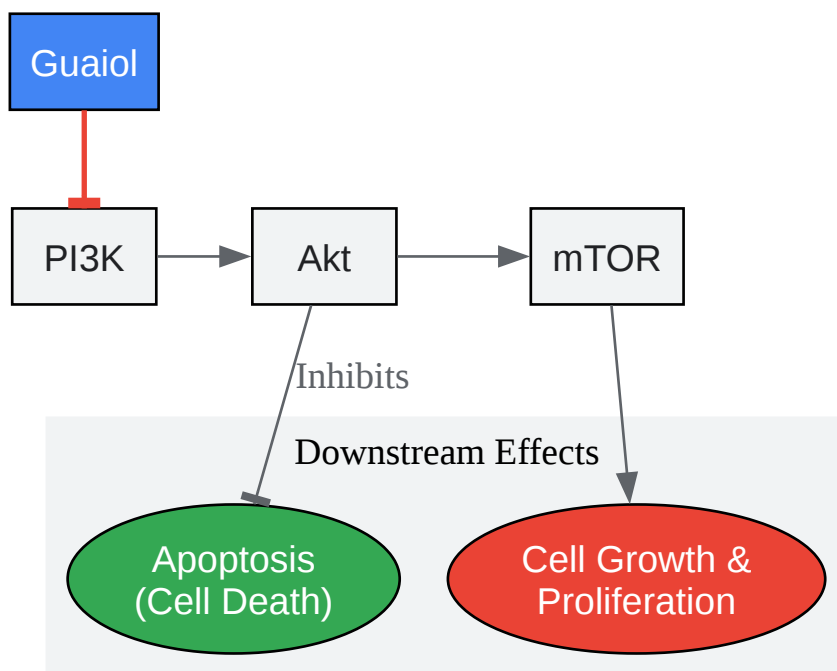 Guaiol
PI3K
Akt
mTOR
Inhibits
Downstream Effects
Apoptosis
(Cell Death)
Cell Growth &
Proliferation